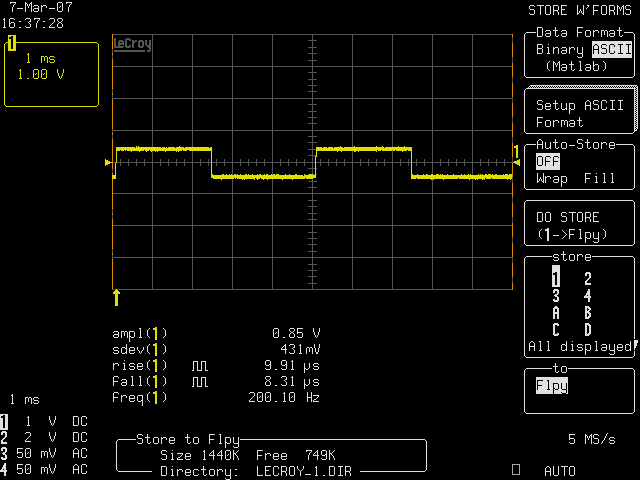 7-Mar-07
16:37:28
1
1 ms
1.00 V
LeCroy
1
ampl(1) 0.85 V
sdev(1) 431mV
rise(1) 9.91 µs
fall(1) 8.31 µs
freq(1) 200.10 Hz
1 ms
1 1 V DC
2 2 V DC
3 50 mV AC
4 50 mV AC
Store to Flpy
Size 1440K Free 749K
Directory: LECROY~1.DIR
STORE W'FORMS
Data Format
Binary ASCII
(Matlab)
Setup ASCII
Format
Auto-Store
Off
Wrap Fill
DO STORE
(1->Flpy)
store
1 2
3 4
A B
C D
All displayed
to
Flpy
5 MS/s
AUTO